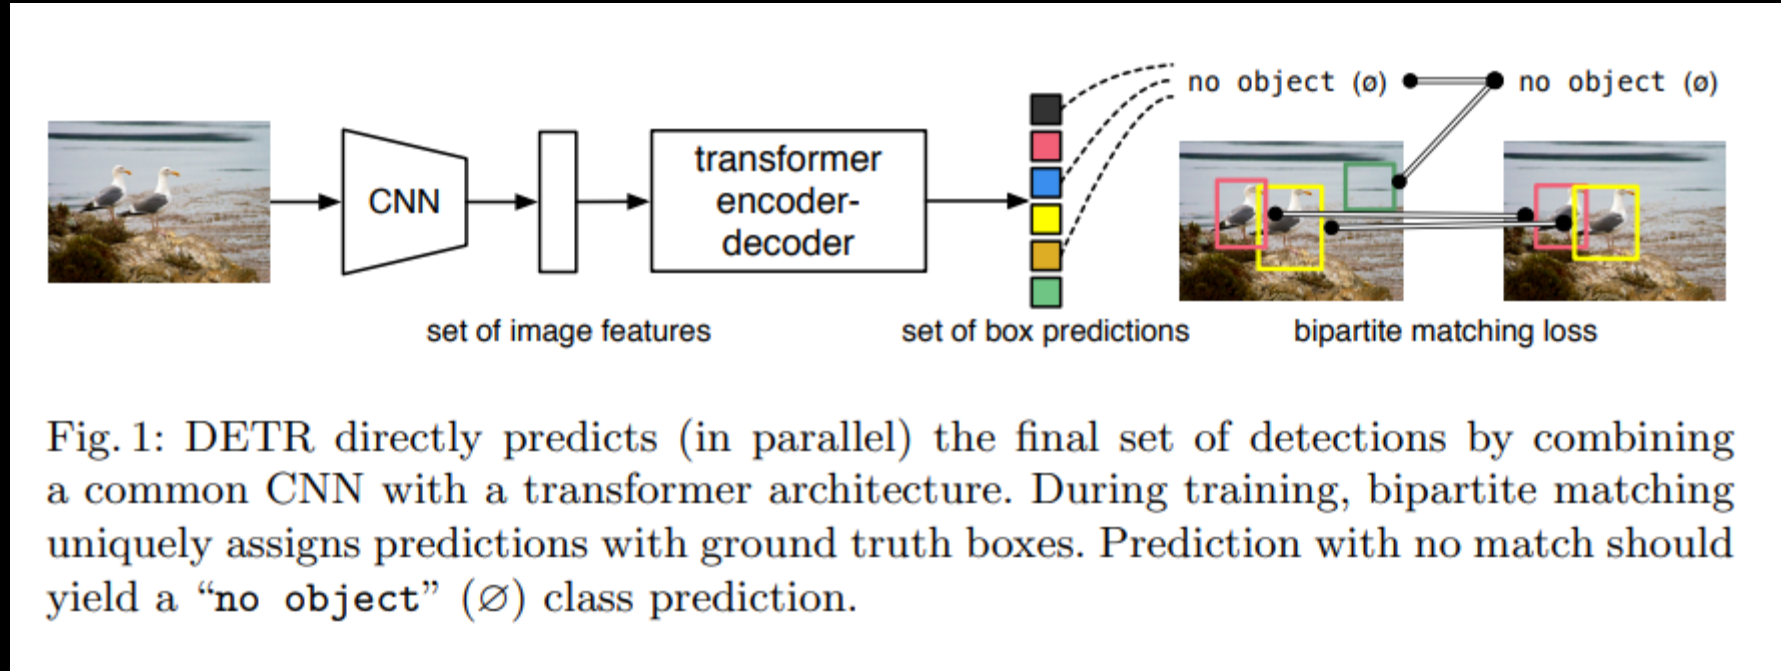 no object (ø)
no object (ø)
CNN
transformer
encoder-
decoder
set of image features
set of box predictions
bipartite matching loss
Fig. 1: DETR directly predicts (in parallel) the final set of detections by combining
a common CNN with a transformer architecture. During training, bipartite matching
uniquely assigns predictions with ground truth boxes. Prediction with no match should
yield a “no object” (∅) class prediction.